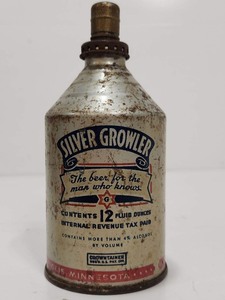 SILVER GROWLER
The beer for the
man who knows.
G
CONTENTS 12 FLUID OUNCES
INTERNAL REVENUE TAX PAID
CONTAINS MORE THAN 4% ALCOHOL
BY VOLUME
CROWNTAINER
MINNESOTA